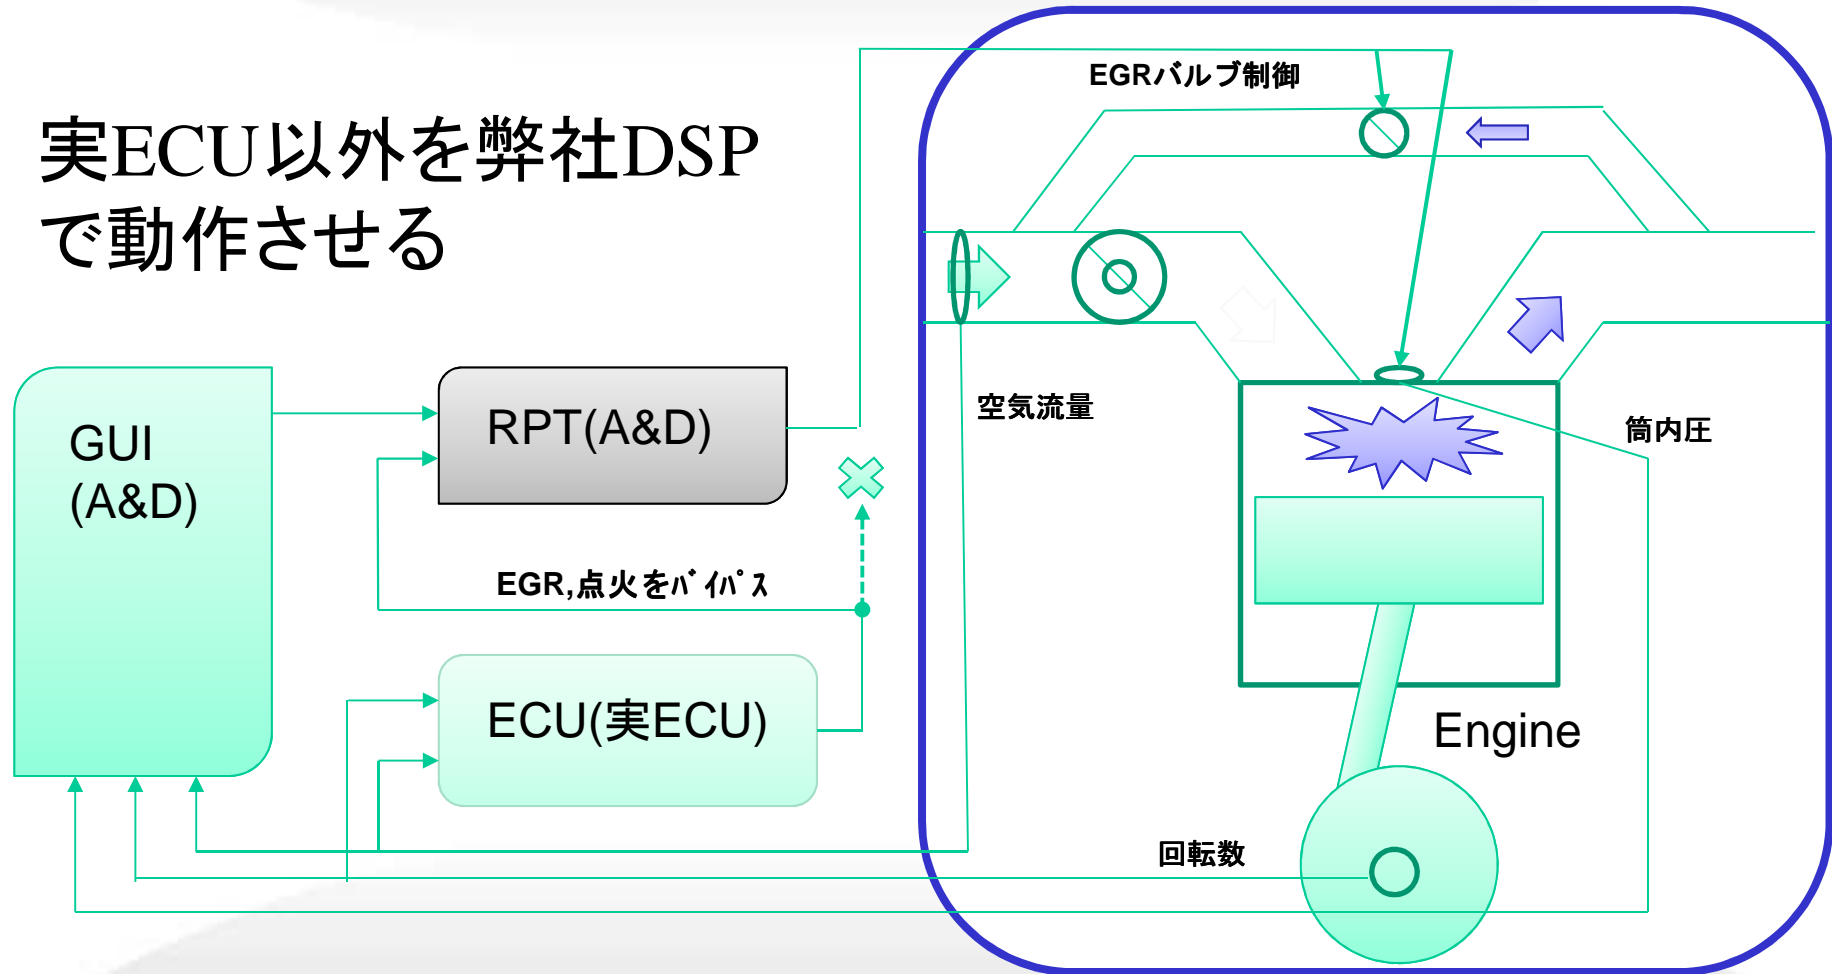 実ECU以外を弊社DSP
で動作させる
EGRバルブ制御
空気流量
筒内圧
GUI
(A&D)
RPT(A&D)
EGR,点火をﾊﾞｲﾊﾟｽ
ECU(実ECU)
Engine
回転数